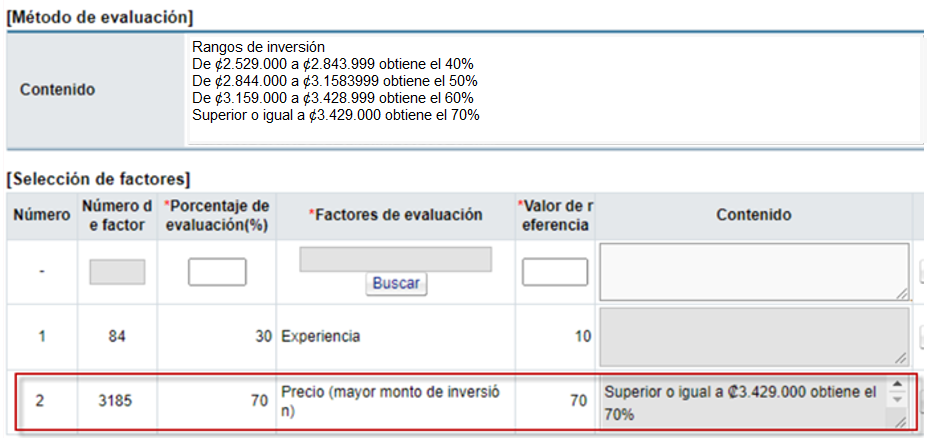 [Método de evaluación]
Contenido
Rangos de inversión
De ₡2.529.000 a ₡2.843.999 obtiene el 40%
De ₡2.844.000 a ₡3.1583999 obtiene el 50%
De ₡3.159.000 a ₡3.428.999 obtiene el 60%
Superior o igual a ₡3.429.000 obtiene el 70%
[Selección de factores]
Número
Número d
e factor
*Porcentaje de
evaluación(%)
*Factores de evaluación
*Valor de r
eferencia
Contenido
-
Buscar
1
84
30
Experiencia
10
2
3185
70
Precio (mayor monto de inversió
n)
70
Superior o igual a ₡3.429.000 obtiene el
70%